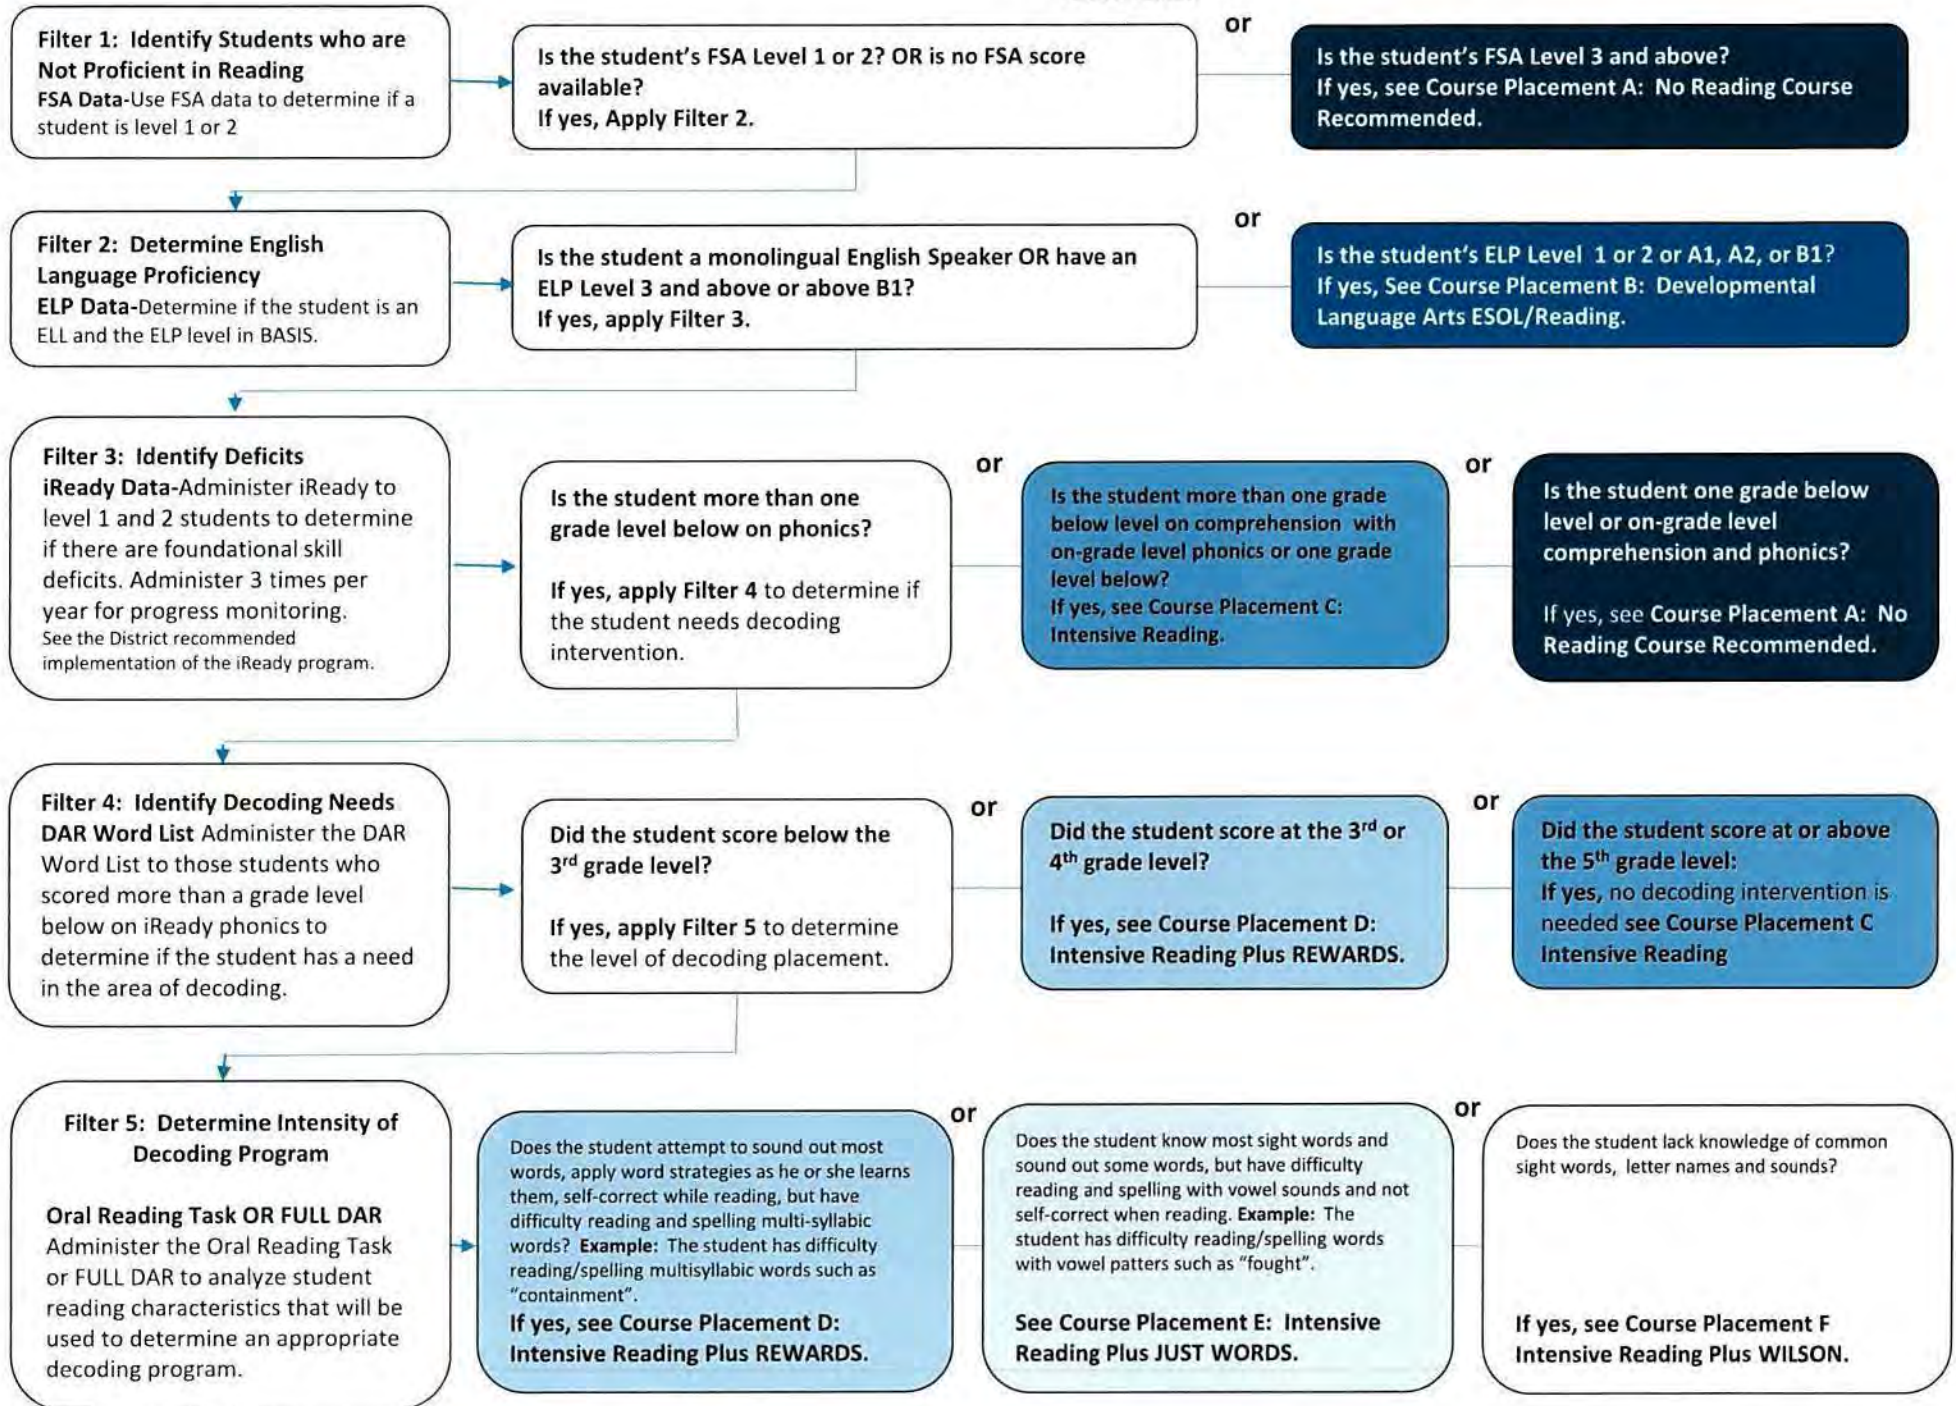 Filter 1: Identify Students who are
Not Proficient in Reading
FSA Data-Use FSA data to determine if a
student is level 1 or 2
Is the student's FSA Level 1 or 2? OR is no FSA score
available?
If yes, Apply Filter 2.
or
Is the student's FSA Level 3 and above?
If yes, see Course Placement A: No Reading Course
Recommended.
Filter 2: Determine English
Language Proficiency
ELP Data-Determine if the student is an
ELL and the ELP level in BASIS.
Is the student a monolingual English Speaker OR have an
ELP Level 3 and above or above B1?
If yes, apply Filter 3.
or
Is the student's ELP Level 1 or 2 or A1, A2, or B1?
If yes, See Course Placement B: Developmental
Language Arts ESOL/Reading.
Filter 3: Identify Deficits
iReady Data-Administer iReady to
level 1 and 2 students to determine
if there are foundational skill
deficits. Administer 3 times per
year for progress monitoring.
See the District recommended
implementation of the iReady program.
Is the student more than one
grade level below on phonics?
If yes, apply Filter 4 to determine if
the student needs decoding
intervention.
or
Is the student more than one grade
below level on comprehension with
on-grade level phonics or one grade
level below?
If yes, see Course Placement C:
Intensive Reading.
or
Is the student one grade below
level or on-grade level
comprehension and phonics?
If yes, see Course Placement A: No
Reading Course Recommended.
Filter 4: Identify Decoding Needs
DAR Word List Administer the DAR
Word List to those students who
scored more than a grade level
below on iReady phonics to
determine if the student has a need
in the area of decoding.
Did the student score below the
3rd grade level?
If yes, apply Filter 5 to determine
the level of decoding placement.
or
Did the student score at the 3rd or
4th grade level?
If yes, see Course Placement D:
Intensive Reading Plus REWARDS.
or
Did the student score at or above
the 5th grade level:
If yes, no decoding intervention is
needed see Course Placement C
Intensive Reading
Filter 5: Determine Intensity of
Decoding Program
Oral Reading Task OR FULL DAR
Administer the Oral Reading Task
or FULL DAR to analyze student
reading characteristics that will be
used to determine an appropriate
decoding program.
Does the student attempt to sound out most
words, apply word strategies as he or she learns
them, self-correct while reading, but have
difficulty reading and spelling multi-syllabic
words? Example: The student has difficulty
reading/spelling multisyllabic words such as
"containment".
If yes, see Course Placement D:
Intensive Reading Plus REWARDS.
or
Does the student know most sight words and
sound out some words, but have difficulty
reading and spelling with vowel sounds and not
self-correct when reading. Example: The
student has difficulty reading/spelling words
with vowel patters such as "fought".
See Course Placement E: Intensive
Reading Plus JUST WORDS.
or
Does the student lack knowledge of common
sight words, letter names and sounds?
If yes, see Course Placement F
Intensive Reading Plus WILSON.